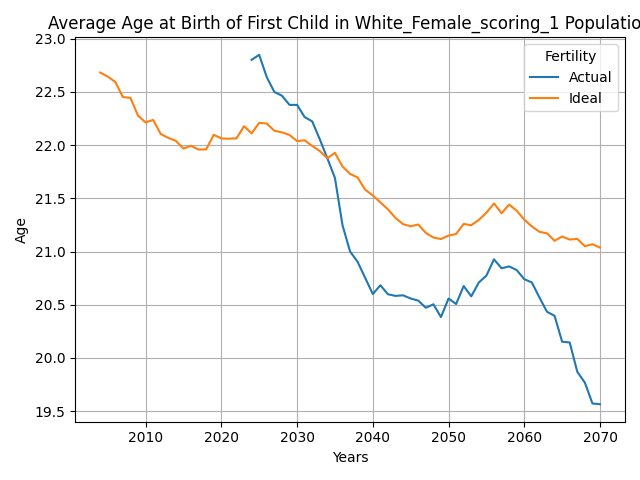 Average Age at Birth of First Child in White_Female_scoring_1 Populatio
23.0
22.5
22.0
21.5
21.0
20.5
20.0
19.5
Age
Fertility
Actual
Ideal
2010 2020 2030 2040 2050 2060 2070
Years